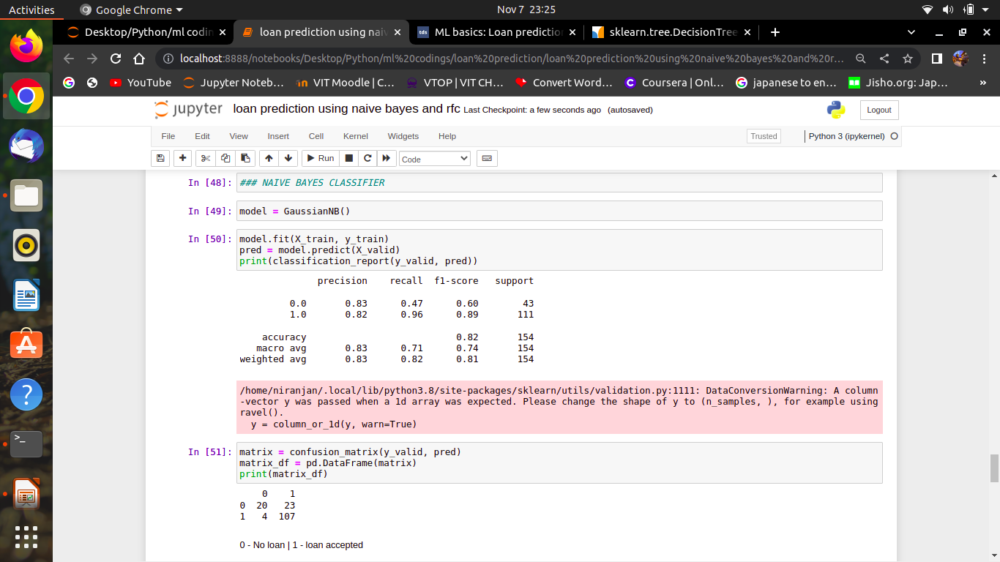 Activities
Google Chrome
Nov 7 23:25
Desktop/Python/ml codin
loan prediction using naiv
tds ML basics: Loan predictio
sklearn.tree.DecisionTree
localhost:8888/notebooks/Desktop/Python/ml%20codings/loan%20prediction/loan%20prediction%20using%20naive%20bayes%20and%20r...
YouTube
Jupyter Noteb...
VIT Moodle | C...
VTOP | VIT CH...
Convert Word...
Coursera | Onl...
japanese to en...
Jisho.org: Jap...
»
jupyter loan prediction using naive bayes and rfc Last Checkpoint: a few seconds ago (autosaved)
Logout
File Edit View Insert Cell Kernel Widgets Help
Trusted
Python 3 (ipykernel)
Run
Code
In [48]: ### NAIVE BAYES CLASSIFIER
In [49]: model = GaussianNB()
In [50]: model.fit(X_train, y_train)
pred = model.predict(X_valid)
print(classification_report(y_valid, pred))
precision recall f1-score support
0.0 0.83 0.47 0.60 43
1.0 0.82 0.96 0.89 111
accuracy 0.82 154
macro avg 0.83 0.71 0.74 154
weighted avg 0.83 0.82 0.81 154
/home/niranjan/.local/lib/python3.8/site-packages/sklearn/utils/validation.py:1111: DataConversionWarning: A column
-vector y was passed when a 1d array was expected. Please change the shape of y to (n_samples, ), for example using
ravel().
y = column_or_1d(y, warn=True)
In [51]: matrix = confusion_matrix(y_valid, pred)
matrix_df = pd.DataFrame(matrix)
print(matrix_df)
0 1
0 20 23
1 4 107
0 - No loan | 1 - loan accepted